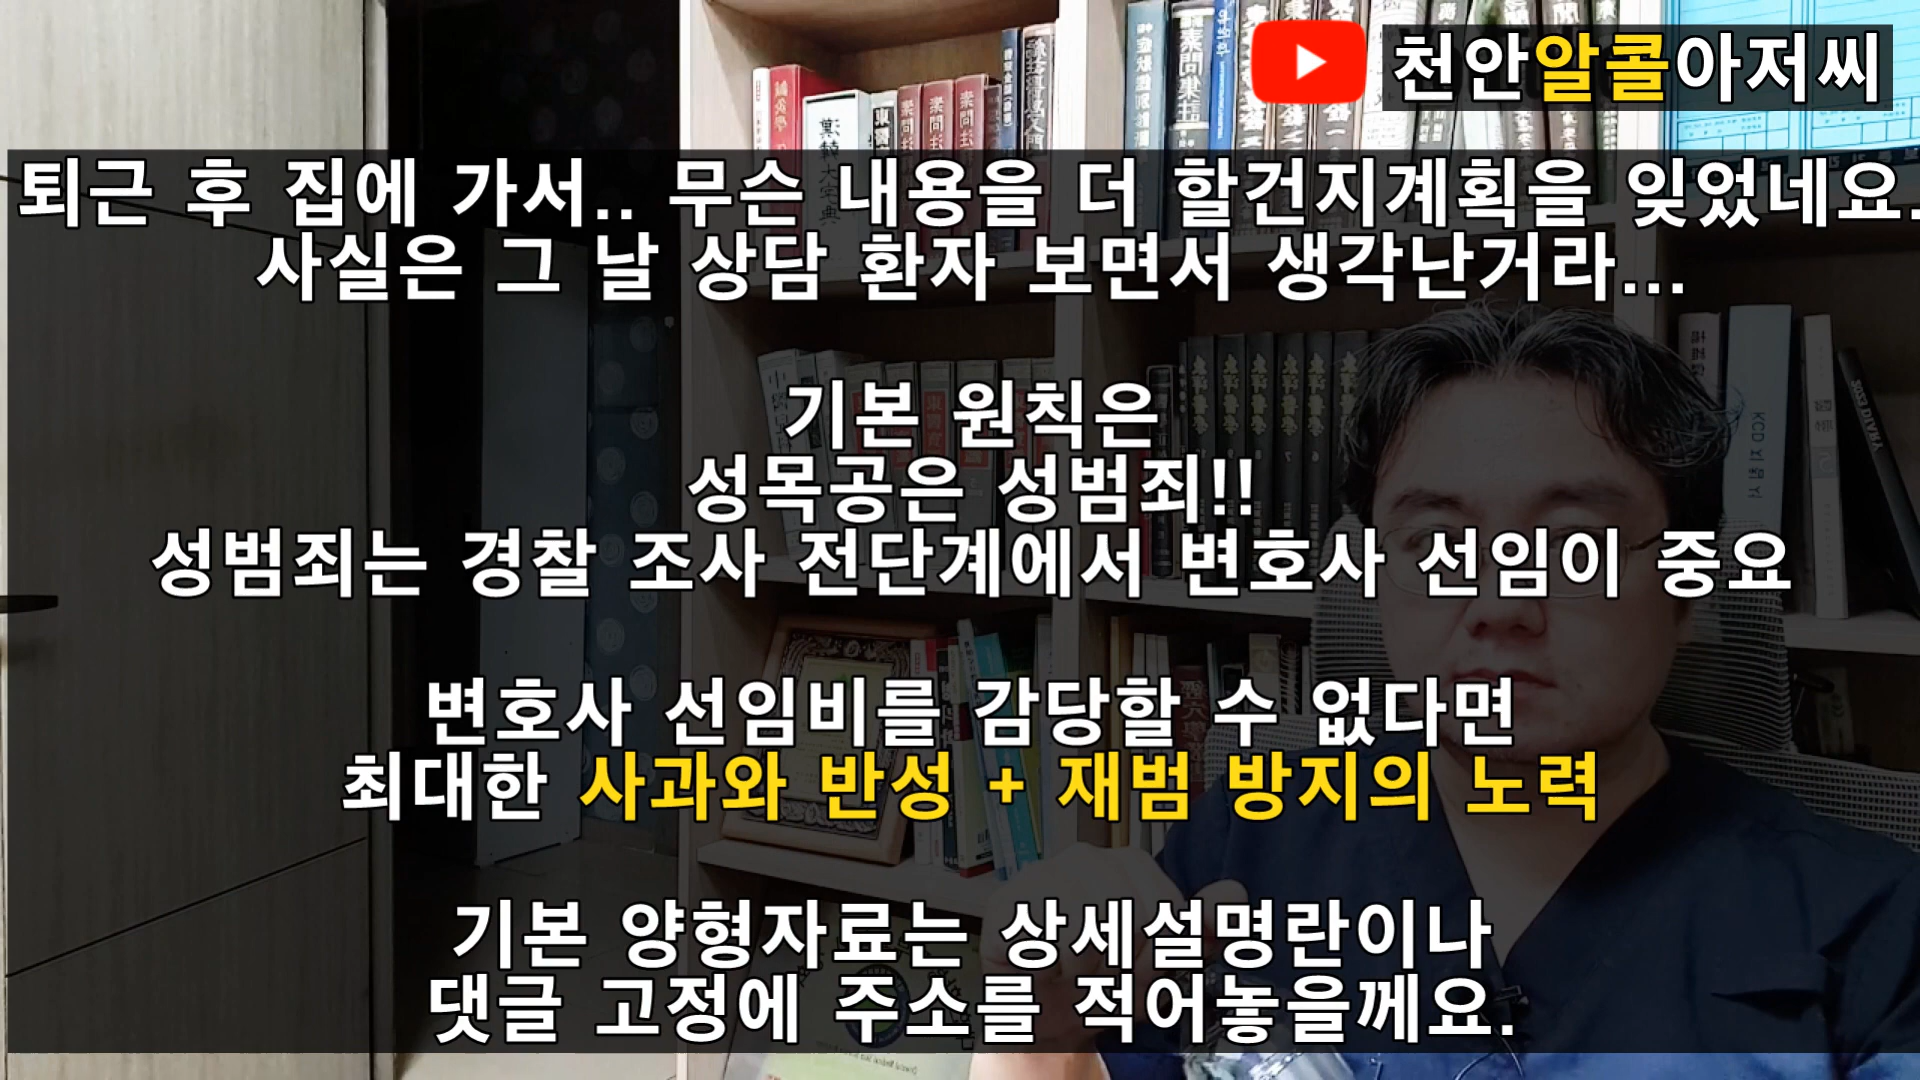 천안알콜아저씨
퇴근 후 집에 가서.. 무슨 내용을 더 할건지계획을 잊었네요.
사실은 그 날 상담 환자 보면서 생각난거라...
기본 원칙은
성목공은 성범죄!!
성범죄는 경찰 조사 전단계에서 변호사 선임이 중요
변호사 선임비를 감당할 수 없다면
최대한 사과와 반성 + 재범 방지의 노력
기본 양형자료는 상세설명란이나
댓글 고정에 주소를 적어놓을께요.